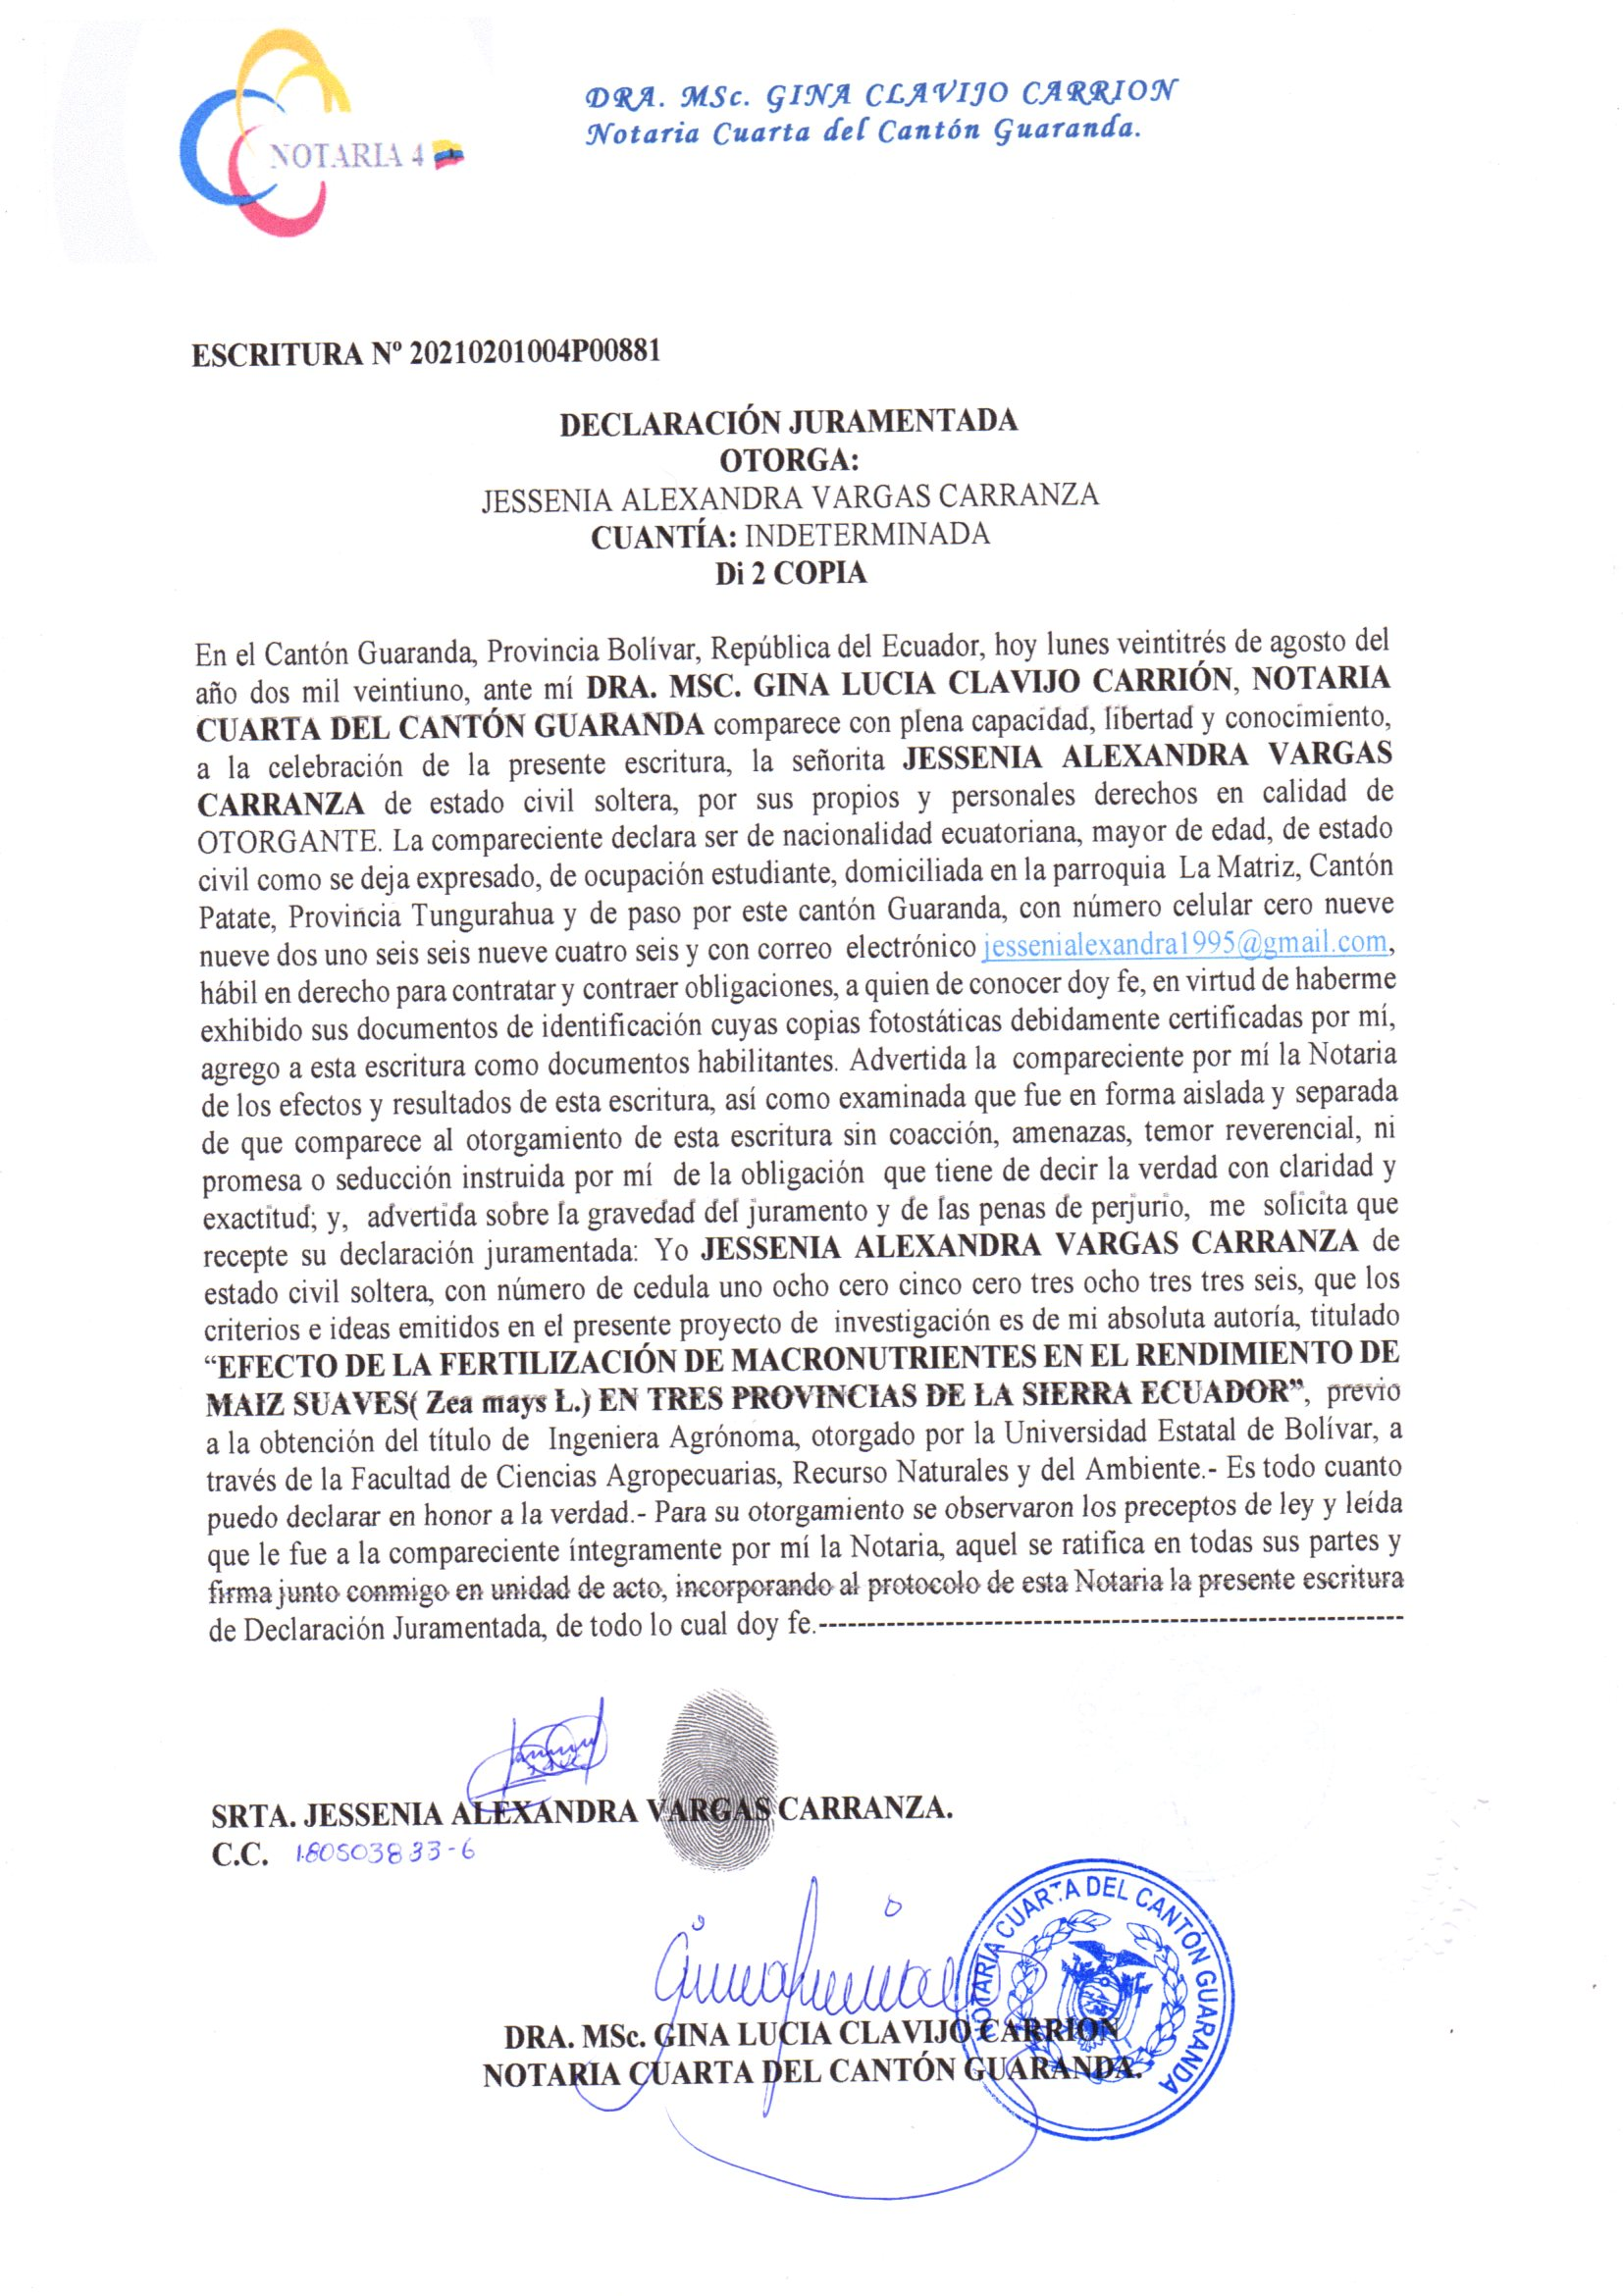 NOTARIA 4
DRA. MSc. GINA CLAVIJO CARRION
Notaria Cuarta del Cantón Guaranda.
ESCRITURA Nº 20210201004P00881
DECLARACIÓN JURAMENTADA
OTORGA:
JESSENIA ALEXANDRA VARGAS CARRANZA
CUANTÍA: INDETERMINADA
Di 2 COPIA
En el Cantón Guaranda, Provincia Bolívar, República del Ecuador, hoy lunes veintitrés de agosto del
año dos mil veintiuno, ante mí DRA. MSC. GINA LUCIA CLAVIJO CARRIÓN, NOTARIA
CUARTA DEL CANTÓN GUARANDA comparece con plena capacidad, libertad y conocimiento,
a la celebración de la presente escritura, la señorita JESSENIA ALEXANDRA VARGAS
CARRANZA de estado civil soltera, por sus propios y personales derechos en calidad de
OTORGANTE. La compareciente declara ser de nacionalidad ecuatoriana, mayor de edad, de estado
civil como se deja expresado, de ocupación estudiante, domiciliada en la parroquia La Matriz, Cantón
Patate, Provincia Tungurahua y de paso por este cantón Guaranda, con número celular cero nueve
nueve dos uno seis seis nueve cuatro seis y con correo electrónico jessenialexandra1995@gmail.com,
hábil en derecho para contratar y contraer obligaciones, a quien de conocer doy fe, en virtud de haberme
exhibido sus documentos de identificación cuyas copias fotostáticas debidamente certificadas por mí,
agrego a esta escritura como documentos habilitantes. Advertida la compareciente por mí la Notaria
de los efectos y resultados de esta escritura, así como examinada que fue en forma aislada y separada
de que comparece al otorgamiento de esta escritura sin coacción, amenazas, temor reverencial, ni
promesa o seducción instruida por mí de la obligación que tiene de decir la verdad con claridad y
exactitud; y, advertida sobre la gravedad del juramento y de las penas de perjurio, me solicita que
recepte su declaración juramentada: Yo JESSENIA ALEXANDRA VARGAS CARRANZA de
estado civil soltera, con número de cedula uno ocho cero cinco cero tres ocho tres tres seis, que los
criterios e ideas emitidos en el presente proyecto de investigación es de mi absoluta autoría, titulado
“EFECTO DE LA FERTILIZACIÓN DE MACRONUTRIENTES EN EL RENDIMIENTO DE
MAIZ SUAVES( Zea mays L.) EN TRES PROVINCIAS DE LA SIERRA ECUADOR”, previo
a la obtención del título de Ingeniera Agrónoma, otorgado por la Universidad Estatal de Bolívar, a
través de la Facultad de Ciencias Agropecuarias, Recurso Naturales y del Ambiente.- Es todo cuanto
puedo declarar en honor a la verdad.- Para su otorgamiento se observaron los preceptos de ley y leída
que le fue a la compareciente íntegramente por mí la Notaria, aquel se ratifica en todas sus partes y
firma junto conmigo en unidad de acto, incorporando al protocolo de esta Notaria la presente escritura
de Declaración Juramentada, de todo lo cual doy fe.------------------------------------------------------------
SRTA. JESSENIA ALEXANDRA VARGAS CARRANZA.
C.C. 180503833-6
NOTARIA CUARTA DEL CANTÓN GUARANDA
DRA. MSc. GINA LUCIA CLAVIJO CARRION
NOTARIA CUARTA DEL CANTÓN GUARANDA.